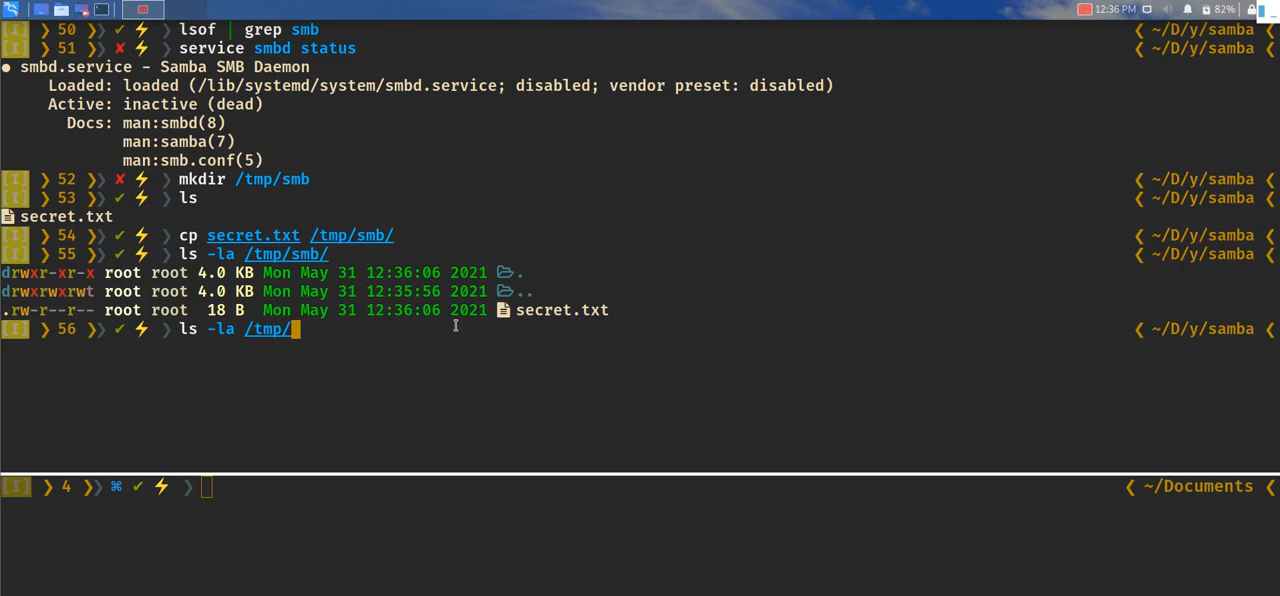 12:36 PM 82%
[I] ❯ 50 ❯❯ ✔ ⚡ ❯ lsof | grep smb ❮ ~/D/y/samba ❮
[I] ❯ 51 ❯❯ ✘ ⚡ ❯ service smbd status ❮ ~/D/y/samba ❮
● smbd.service - Samba SMB Daemon
Loaded: loaded (/lib/systemd/system/smbd.service; disabled; vendor preset: disabled)
Active: inactive (dead)
Docs: man:smbd(8)
man:samba(7)
man:smb.conf(5)
[I] ❯ 52 ❯❯ ✘ ⚡ ❯ mkdir /tmp/smb ❮ ~/D/y/samba ❮
[I] ❯ 53 ❯❯ ✔ ⚡ ❯ ls ❮ ~/D/y/samba ❮
secret.txt
[I] ❯ 54 ❯❯ ✔ ⚡ ❯ cp secret.txt /tmp/smb/ ❮ ~/D/y/samba ❮
[I] ❯ 55 ❯❯ ✔ ⚡ ❯ ls -la /tmp/smb/ ❮ ~/D/y/samba ❮
drwxr-xr-x root root 4.0 KB Mon May 31 12:36:06 2021 .
drwxrwxrwt root root 4.0 KB Mon May 31 12:35:56 2021 ..
.rw-r--r-- root root 18 B Mon May 31 12:36:06 2021 secret.txt
[I] ❯ 56 ❯❯ ✔ ⚡ ❯ ls -la /tmp/ ❮ ~/D/y/samba ❮
[I] ❯ 4 ❯❯ ⌘ ✔ ⚡ ❯ ❮ ~/Documents ❮